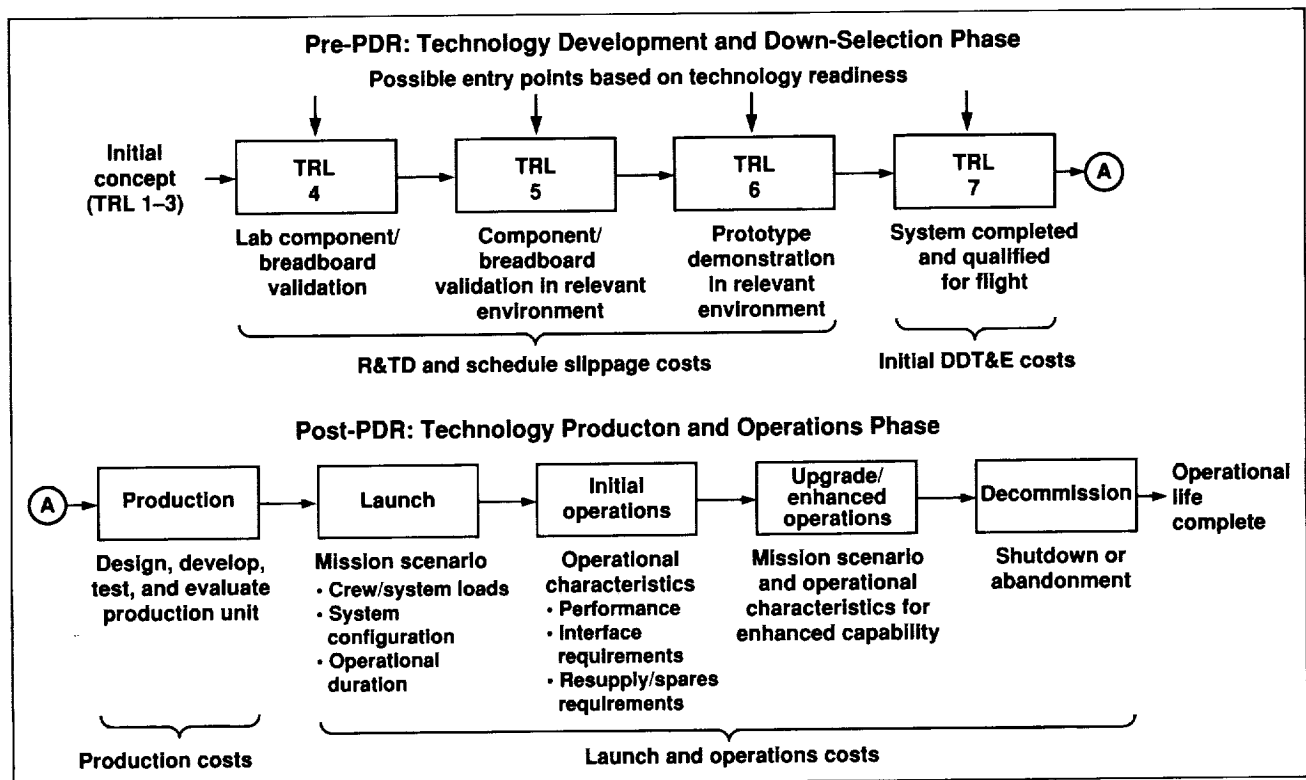 Pre-PDR: Technology Development and Down-Selection Phase
Possible entry points based on technology readiness
Initial
concept
(TRL 1–3)
TRL
4
TRL
5
TRL
6
TRL
7
A
Lab component/
breadboard
validation
Component/
breadboard
validation in relevant
environment
Prototype
demonstration
in relevant
environment
System completed
and qualified
for flight
R&TD and schedule slippage costs
Initial DDT&E costs
Post-PDR: Technology Producton and Operations Phase
A
Production
Launch
Initial
operations
Upgrade/
enhanced
operations
Decommission
Operational
life
complete
Design, develop,
test, and evaluate
production unit
Mission scenario
• Crew/system loads
• System
configuration
• Operational
duration
Operational
characteristics
• Performance
• Interface
requirements
• Resupply/spares
requirements
Mission scenario
and operational
characteristics for
enhanced capability
Shutdown or
abandonment
Production costs
Launch and operations costs